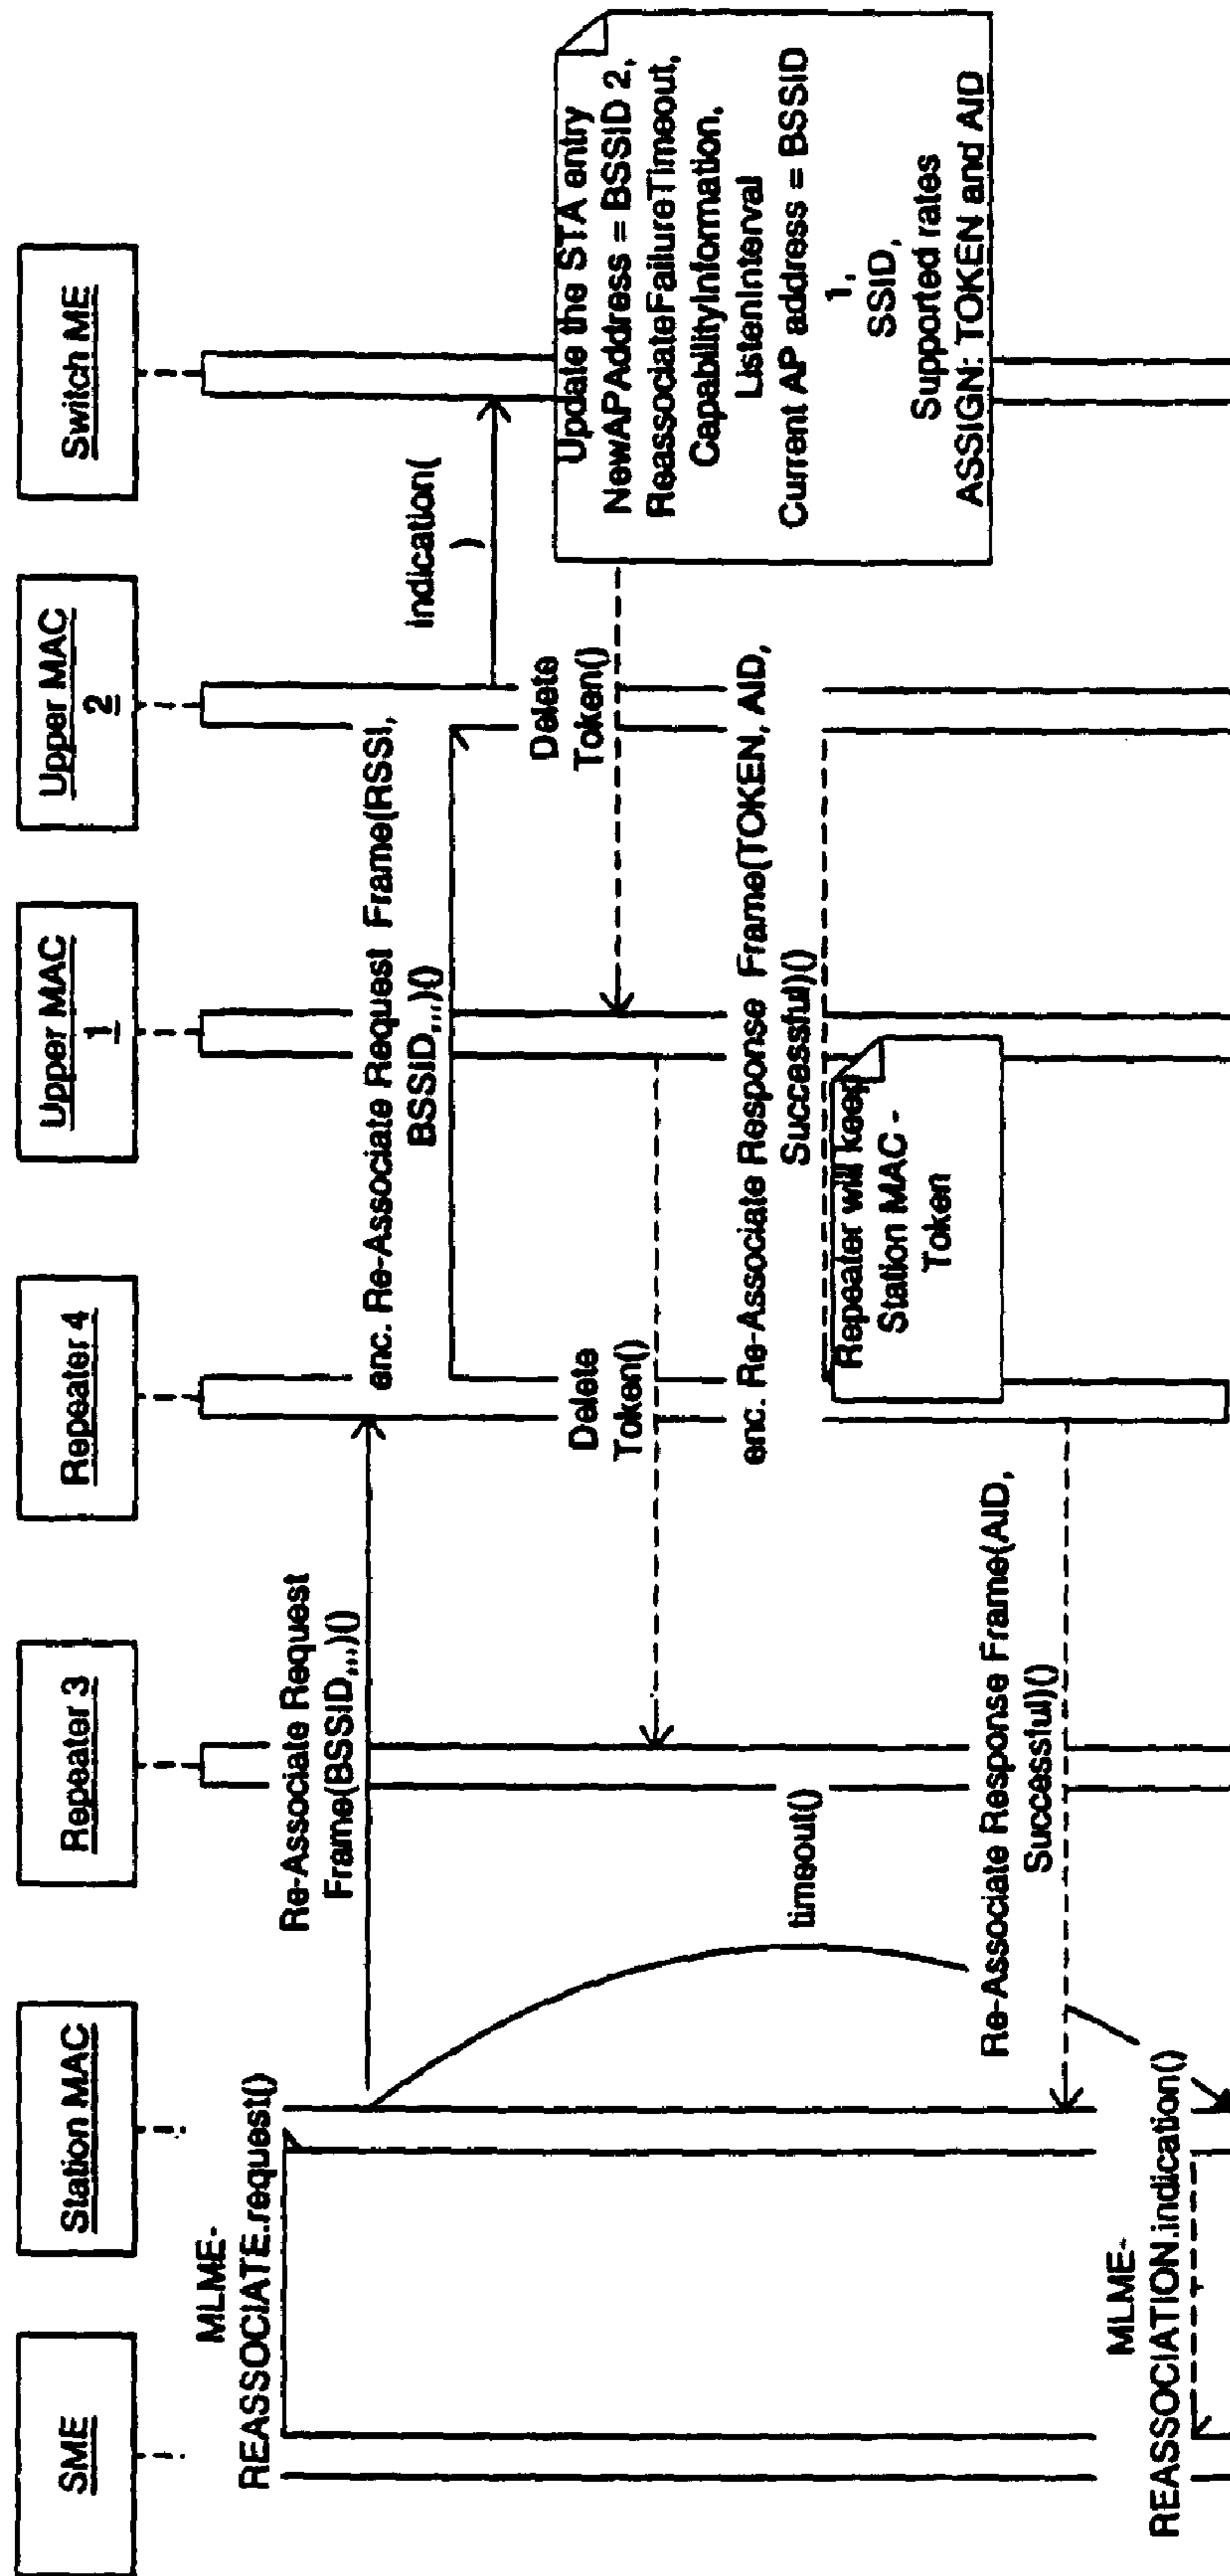 SME
Station MAC
Repeater 3
Repeater 4
Upper MAC
1
Upper MAC
2
Switch ME
MLME-
REASSOCIATE.request()
Re-Associate Request
Frame(BSSID,,,)()
enc. Re-Associate Request Frame(RSSI,
BSSID,,,)()
indication(
)
Update the STA entry
NewAPAddress = BSSID 2,
ReassociateFailureTimeout,
CapabilityInformation,
ListenInterval
Current AP address = BSSID
1,
SSID,
Supported rates
ASSIGN: TOKEN and AID
Delete
Token()
Delete
Token()
enc. Re-Associate Response Frame(TOKEN, AID,
Successful)()
Repeater will keep
Station MAC -
Token
timeout()
Re-Associate Response Frame(AID,
Successful)()
MLME-
REASSOCIATION.indication()